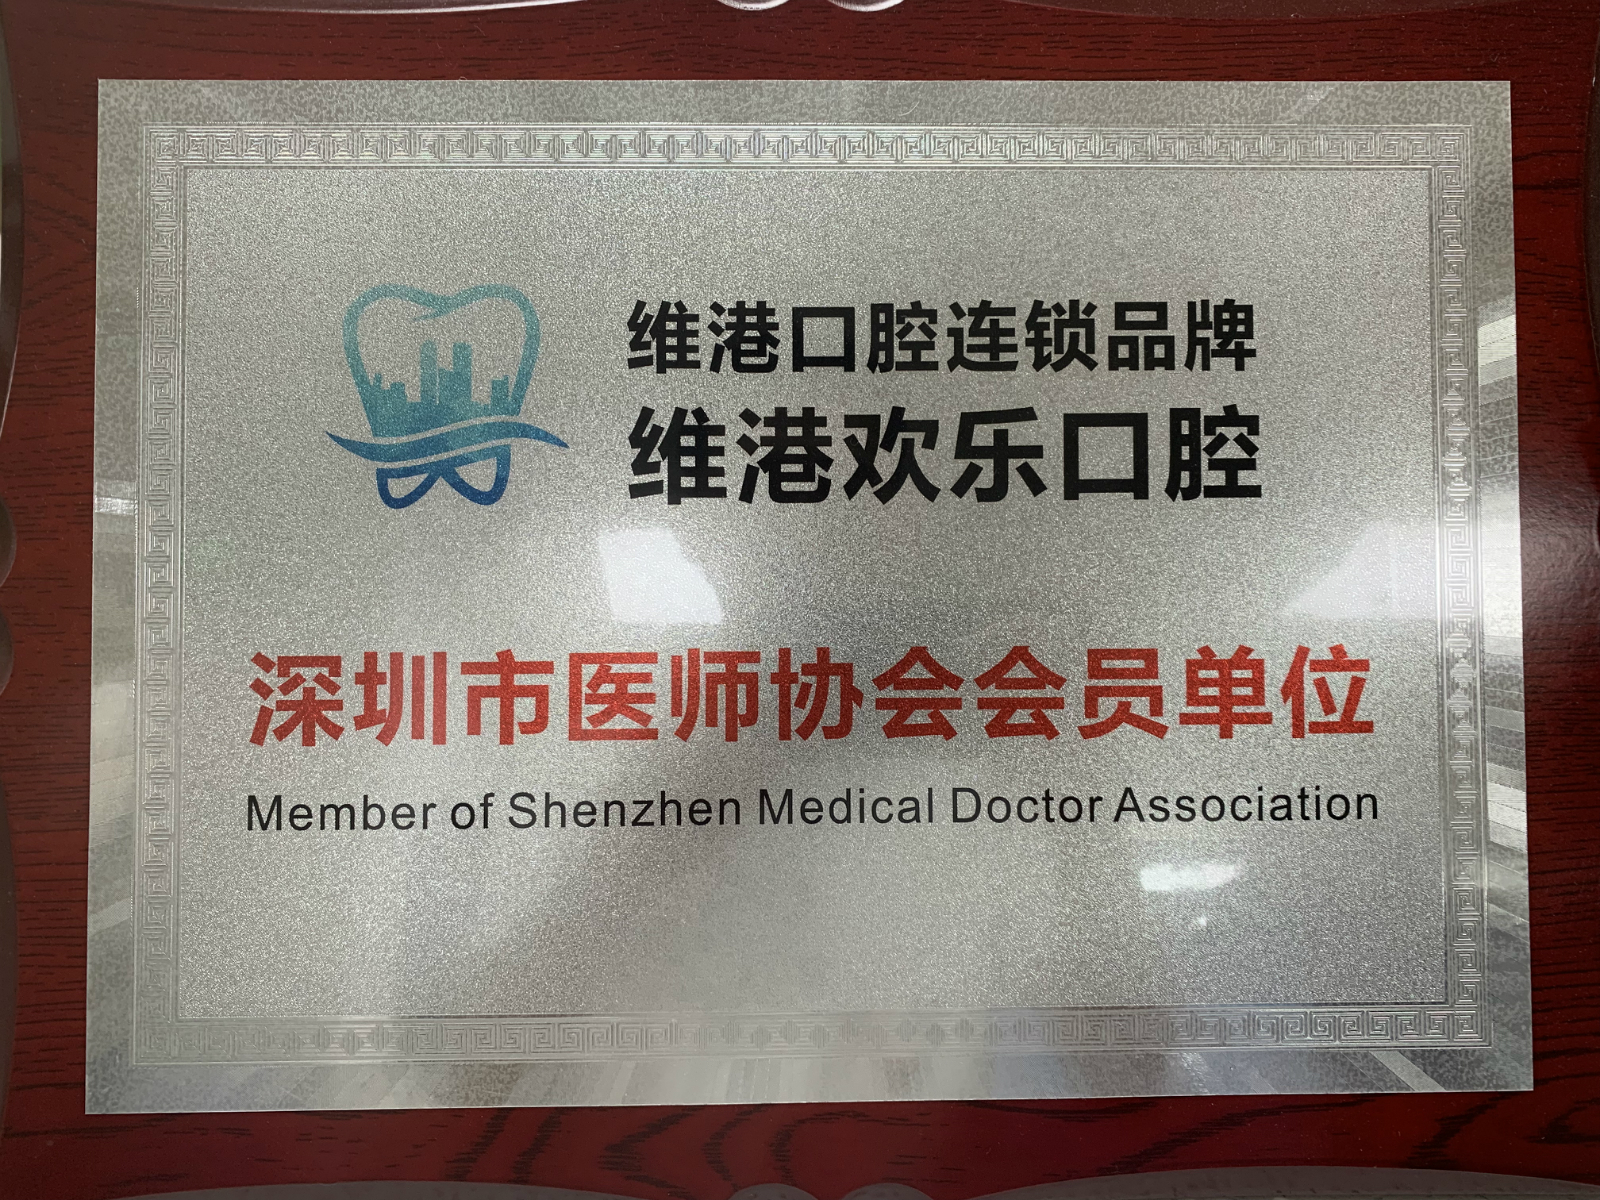 维港口腔连锁品牌
维港欢乐口腔
深圳市医师协会会员单位
Member of Shenzhen Medical Doctor Association